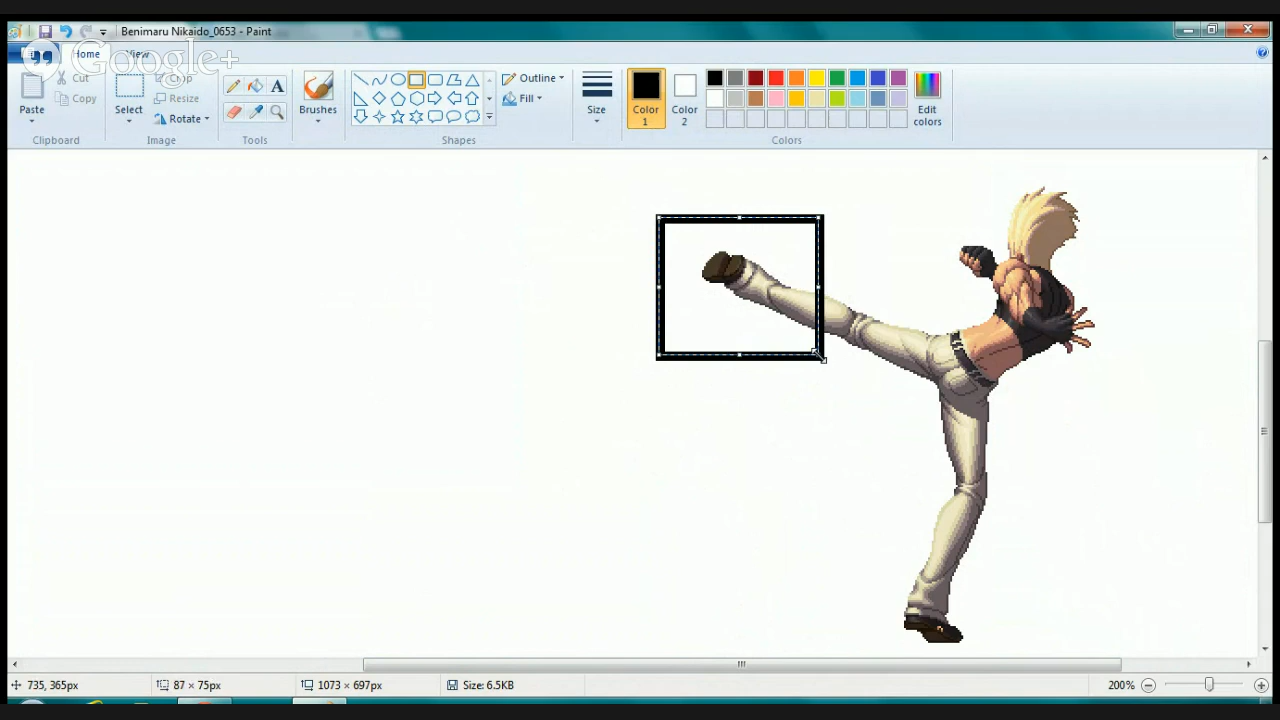 Benimaru Nikaido_0653 - Paint
Google+
Home
View
Paste
Cut
Copy
Clipboard
Select
Crop
Resize
Rotate
Image
Tools
Brushes
Shapes
Outline
Fill
Size
Color
1
Color
2
Edit
colors
Colors
735, 365px
87 × 75px
1073 × 697px
Size: 6.5KB
200%